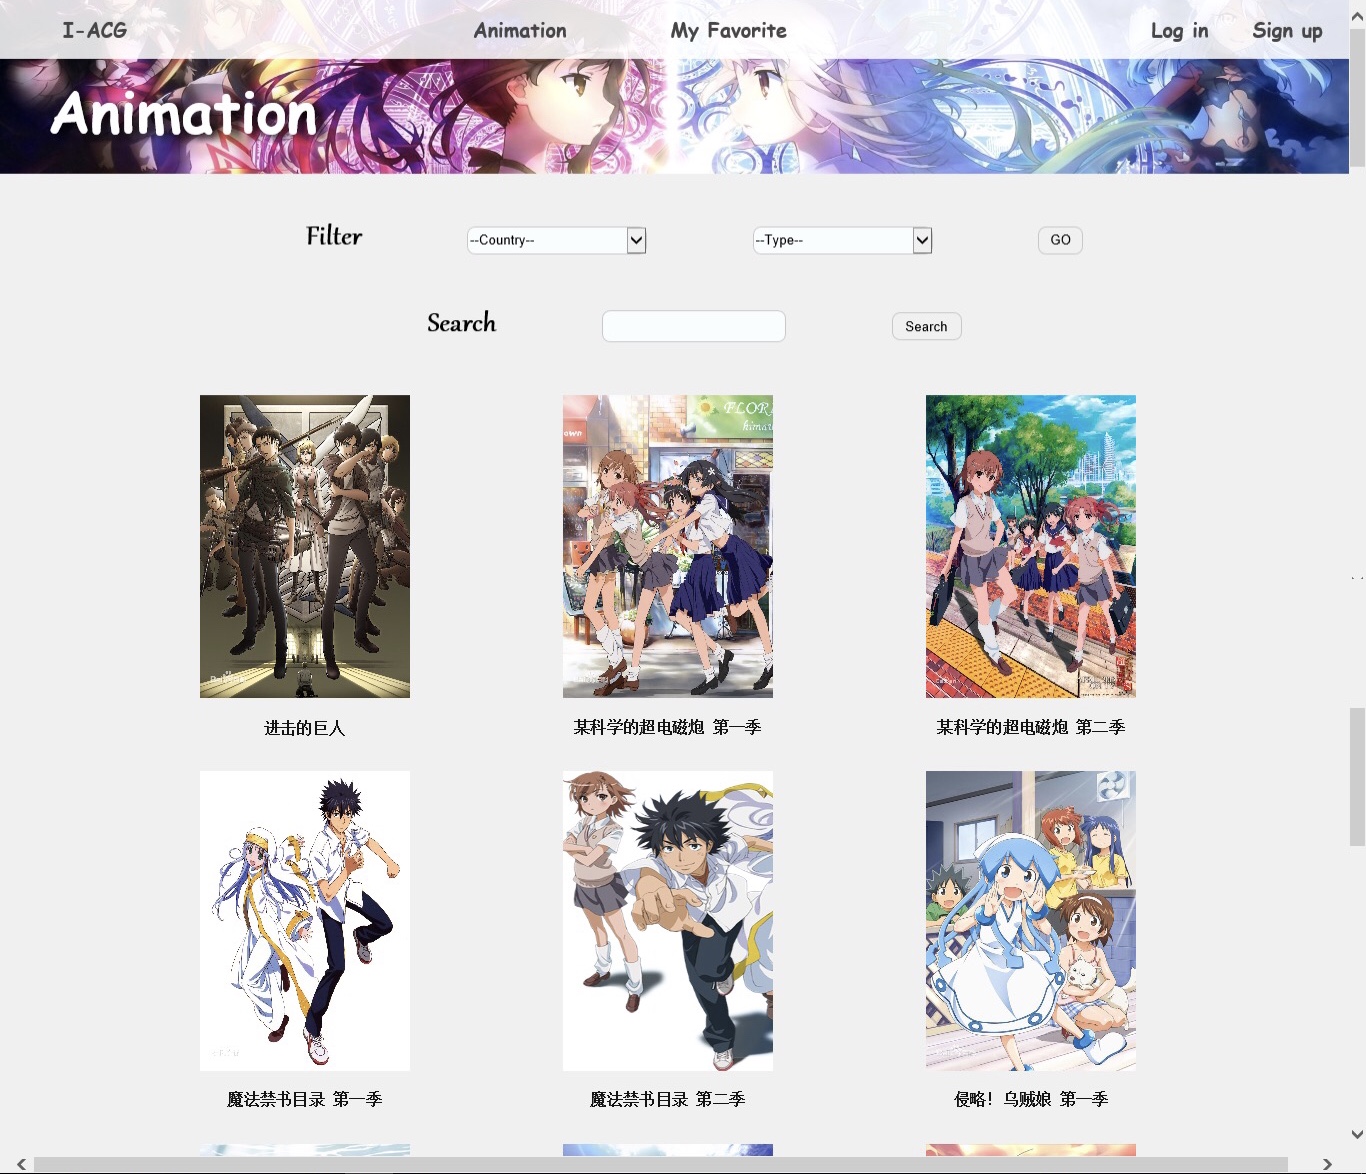 I-ACG Animation My Favorite Log in Sign up
Animation
Filter --Country-- --Type-- GO
Search Search
FLORA
himaw
own
进击的巨人 某科学的超电磁炮 第一季 某科学的超电磁炮 第二季
魔法禁书目录 第一季 魔法禁书目录 第二季 侵略！乌贼娘 第一季